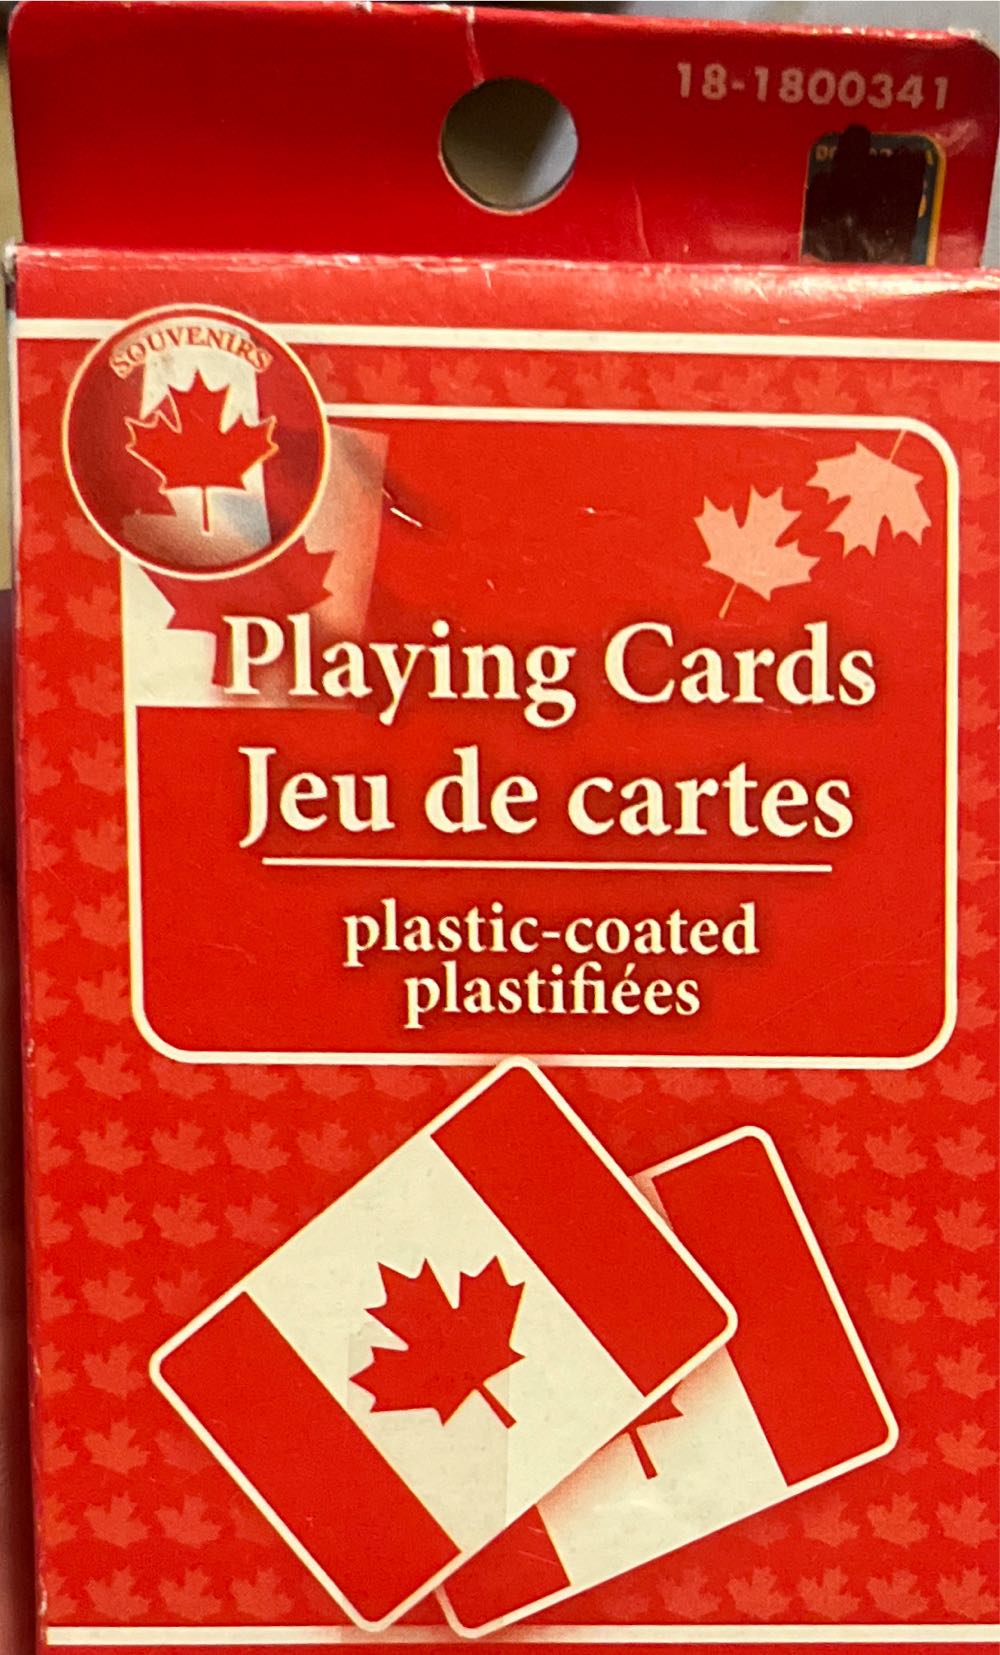 18-1800341
SOUVENIRS
Playing Cards
Jeu de cartes
plastic-coated
plastifiées